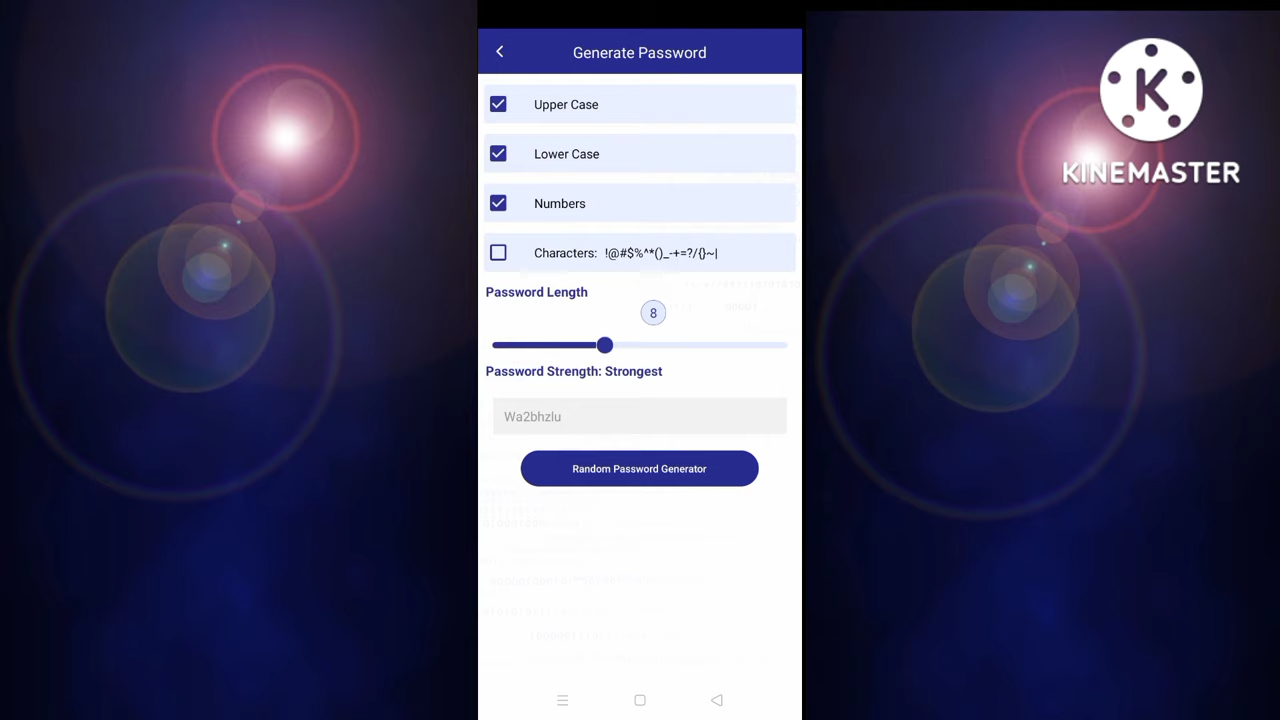 Generate Password
K
KINEMASTER
Upper Case
Lower Case
Numbers
Characters: !@#$%^*()_-+=?/{}~|
Password Length
8
Password Strength: Strongest
Wa2bhzlu
Random Password Generator